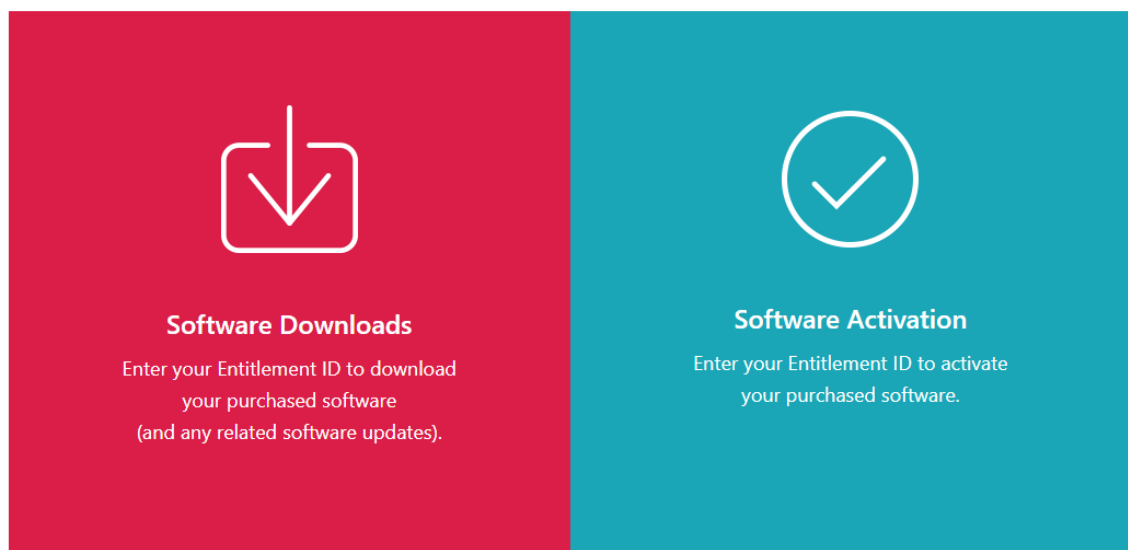 Software Downloads
Enter your Entitlement ID to download
your purchased software
(and any related software updates).
Software Activation
Enter your Entitlement ID to activate
your purchased software.